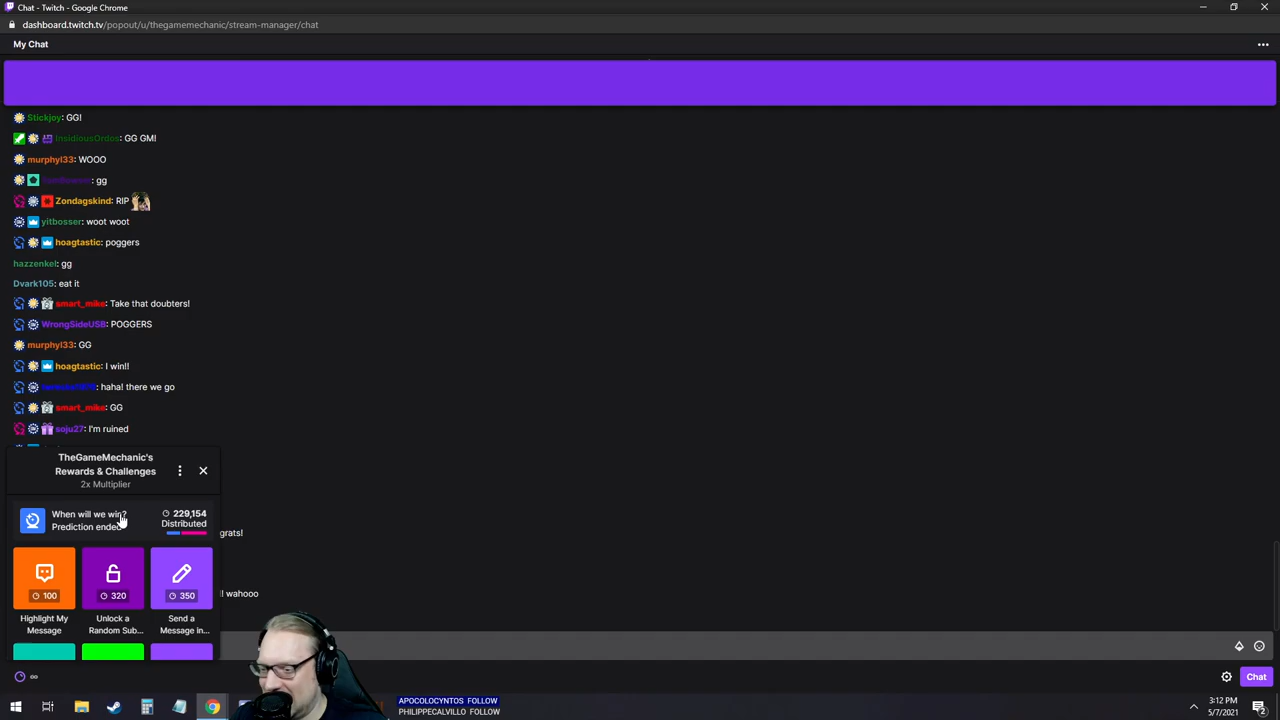 Chat - Twitch - Google Chrome
dashboard.twitch.tv/popout/u/thegamemechanic/stream-manager/chat
My Chat
Stickjoy: GG!
InsidiousOrdos: GG GM!
murphyl33: WOOO
: gg
Zondagskind: RIP
yitbosser: woot woot
hoagtastic: poggers
hazzenkel: gg
Dvark105: eat it
smart_mike: Take that doubters!
WrongSideUSB: POGGERS
murphyl33: GG
hoagtastic: I win!!
: haha! there we go
smart_mike: GG
soju27: I'm ruined
TheGameMechanic's
Rewards & Challenges
2x Multiplier
When will we win?
Prediction ended
229,154
Distributed
grats!
100
320
350
!! wahooo
Highlight My
Message
Unlock a
Random Sub...
Send a
Message in...
∞
Chat
APOCOLOCYNTOS FOLLOW
PHILIPPECALVILLO FOLLOW
3:12 PM
5/7/2021
2